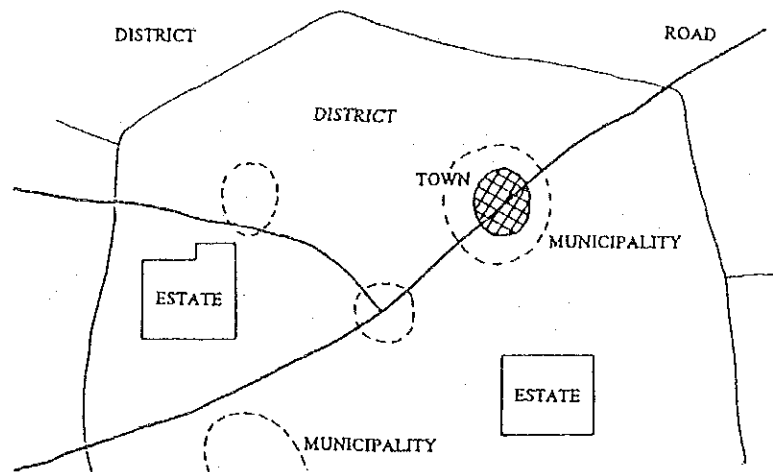 DISTRICT
ROAD
DISTRICT
TOWN
MUNICIPALITY
ESTATE
ESTATE
MUNICIPALITY